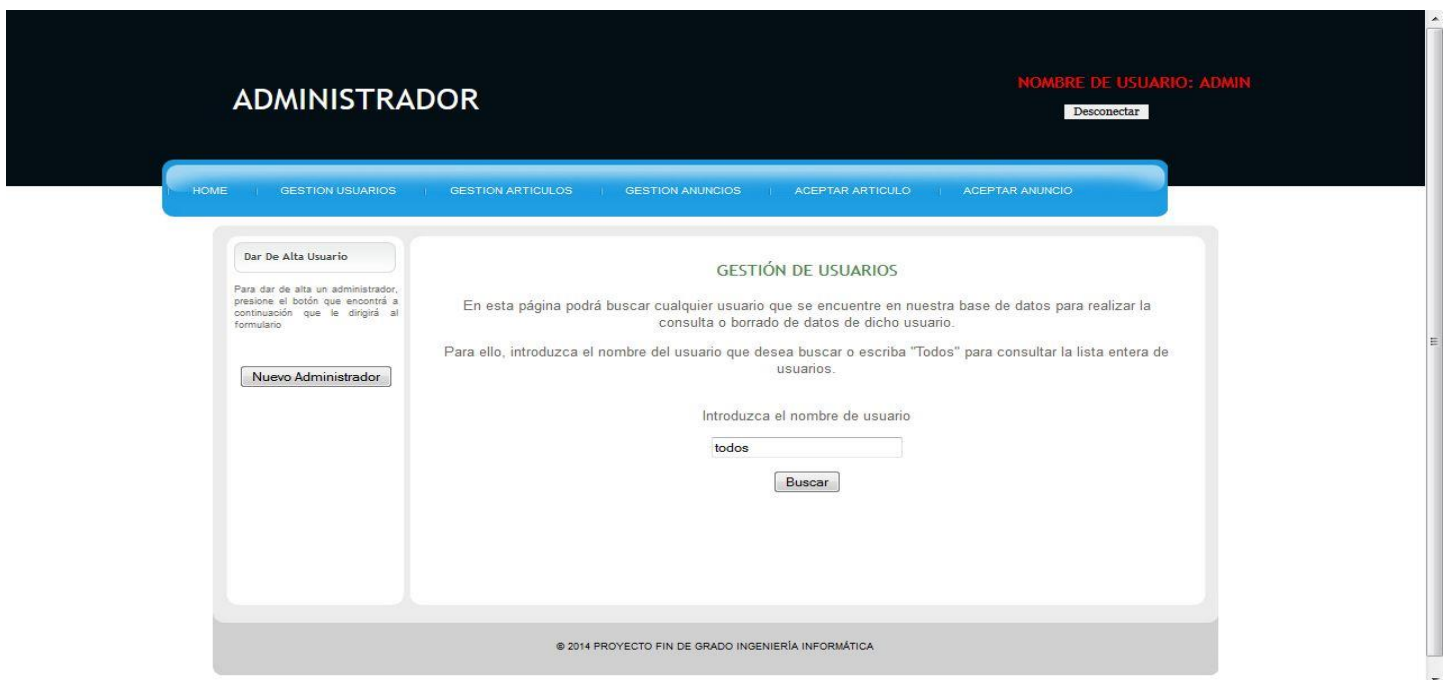 ADMINISTRADOR
NOMBRE DE USUARIO: ADMIN
Desconectar
HOME
GESTION USUARIOS
GESTION ARTICULOS
GESTION ANUNCIOS
ACEPTAR ARTICULO
ACEPTAR ANUNCIO
Dar De Alta Usuario
Para dar de alta un administrador,
presione el botón que encontrá a
continuación que le dirigirá al
formulario
Nuevo Administrador
GESTIÓN DE USUARIOS
En esta página podrá buscar cualquier usuario que se encuentre en nuestra base de datos para realizar la
consulta o borrado de datos de dicho usuario.
Para ello, introduzca el nombre del usuario que desea buscar o escriba "Todos" para consultar la lista entera de
usuarios.
Introduzca el nombre de usuario
todos
Buscar
© 2014 PROYECTO FIN DE GRADO INGENIERÍA INFORMÁTICA